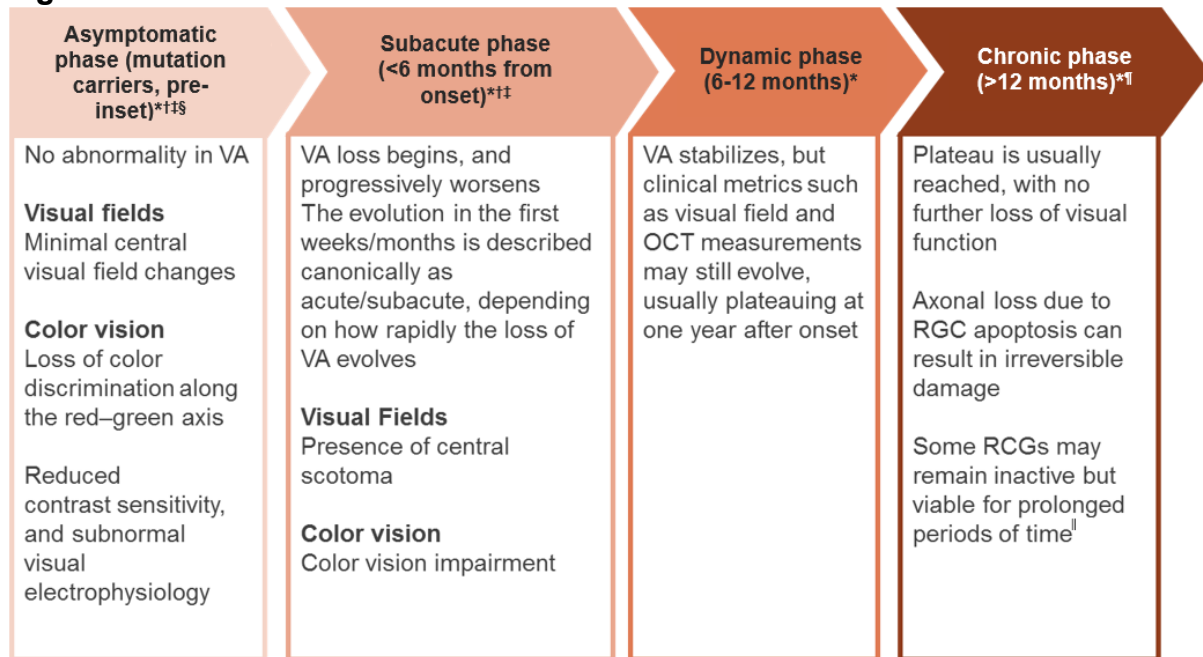 Asymptomatic
phase (mutation
carriers, pre-
inset)*†‡§
No abnormality in VA
Visual fields
Minimal central
visual field changes
Color vision
Loss of color
discrimination along
the red–green axis
Reduced
contrast sensitivity,
and subnormal
visual
electrophysiology
Subacute phase
(<6 months from
onset)*†‡
VA loss begins, and
progressively worsens
The evolution in the first
weeks/months is described
canonically as
acute/subacute, depending
on how rapidly the loss of
VA evolves
Visual Fields
Presence of central
scotoma
Color vision
Color vision impairment
Dynamic phase
(6-12 months)*
VA stabilizes, but
clinical metrics such
as visual field and
OCT measurements
may still evolve,
usually plateauing at
one year after onset
Chronic phase
(>12 months)*¶
Plateau is usually
reached, with no
further loss of visual
function
Axonal loss due to
RGC apoptosis can
result in irreversible
damage
Some RCGs may
remain inactive but
viable for prolonged
periods of time‖